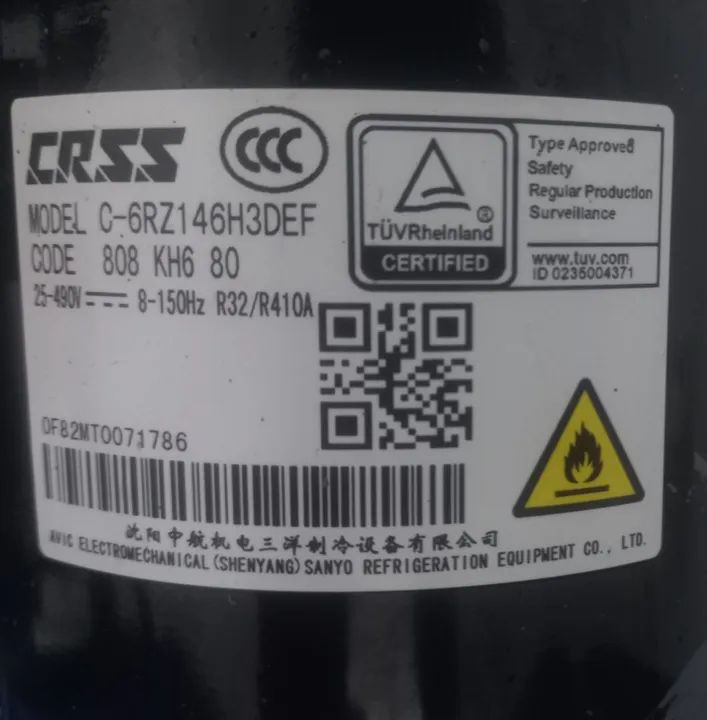 CRSS
CCC
MODEL C-6RZ146H3DEF
CODE 808 KH6 80
25-490V 8-150Hz R32/R410A
TÜVRheinland
®
CERTIFIED
Type Approved
Safety
Regular Production
Surveillance
www.tuv.com
ID 0235004371
0F82MT0071786
沈阳中航机电三洋制冷设备有限公司
AVIC ELECTROMECHANICAL(SHENYANG)SANYO REFRIGERATION EQUIPMENT CO., LTD.